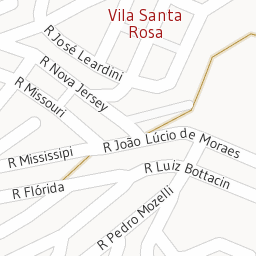 Vila Santa
Rosa
R José Leardini
R Nova Jersey
R Missouri
R João Lúcio de Moraes
R Mississipi
R Luiz Bottacin
R Flórida
R Pedro Mozelli